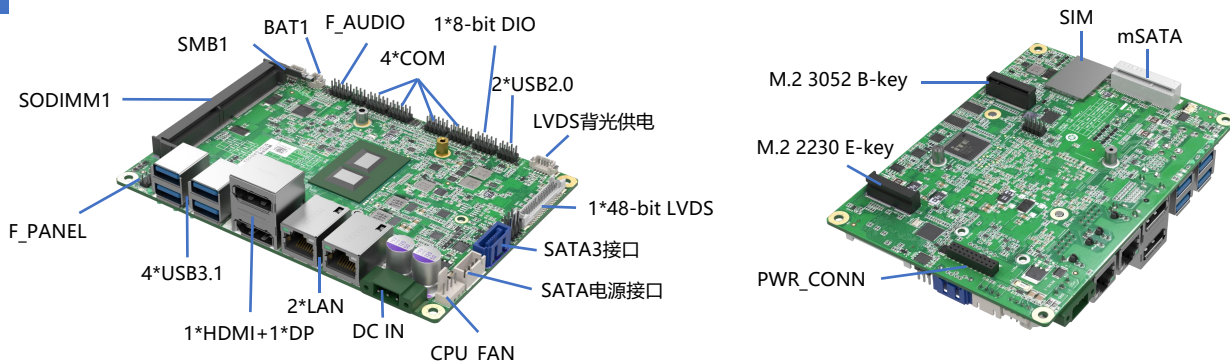 F_AUDIO
1*8-bit DIO
BAT1
SMB1
4*COM
2*USB2.0
SODIMM1
LVDS背光供电
1*48-bit LVDS
F_PANEL
SATA3接口
4*USB3.1
SATA电源接口
2*LAN
1*HDMI+1*DP
DC IN
CPU_FAN
SIM
mSATA
M.2 3052 B-key
M.2 2230 E-key
PWR_CONN